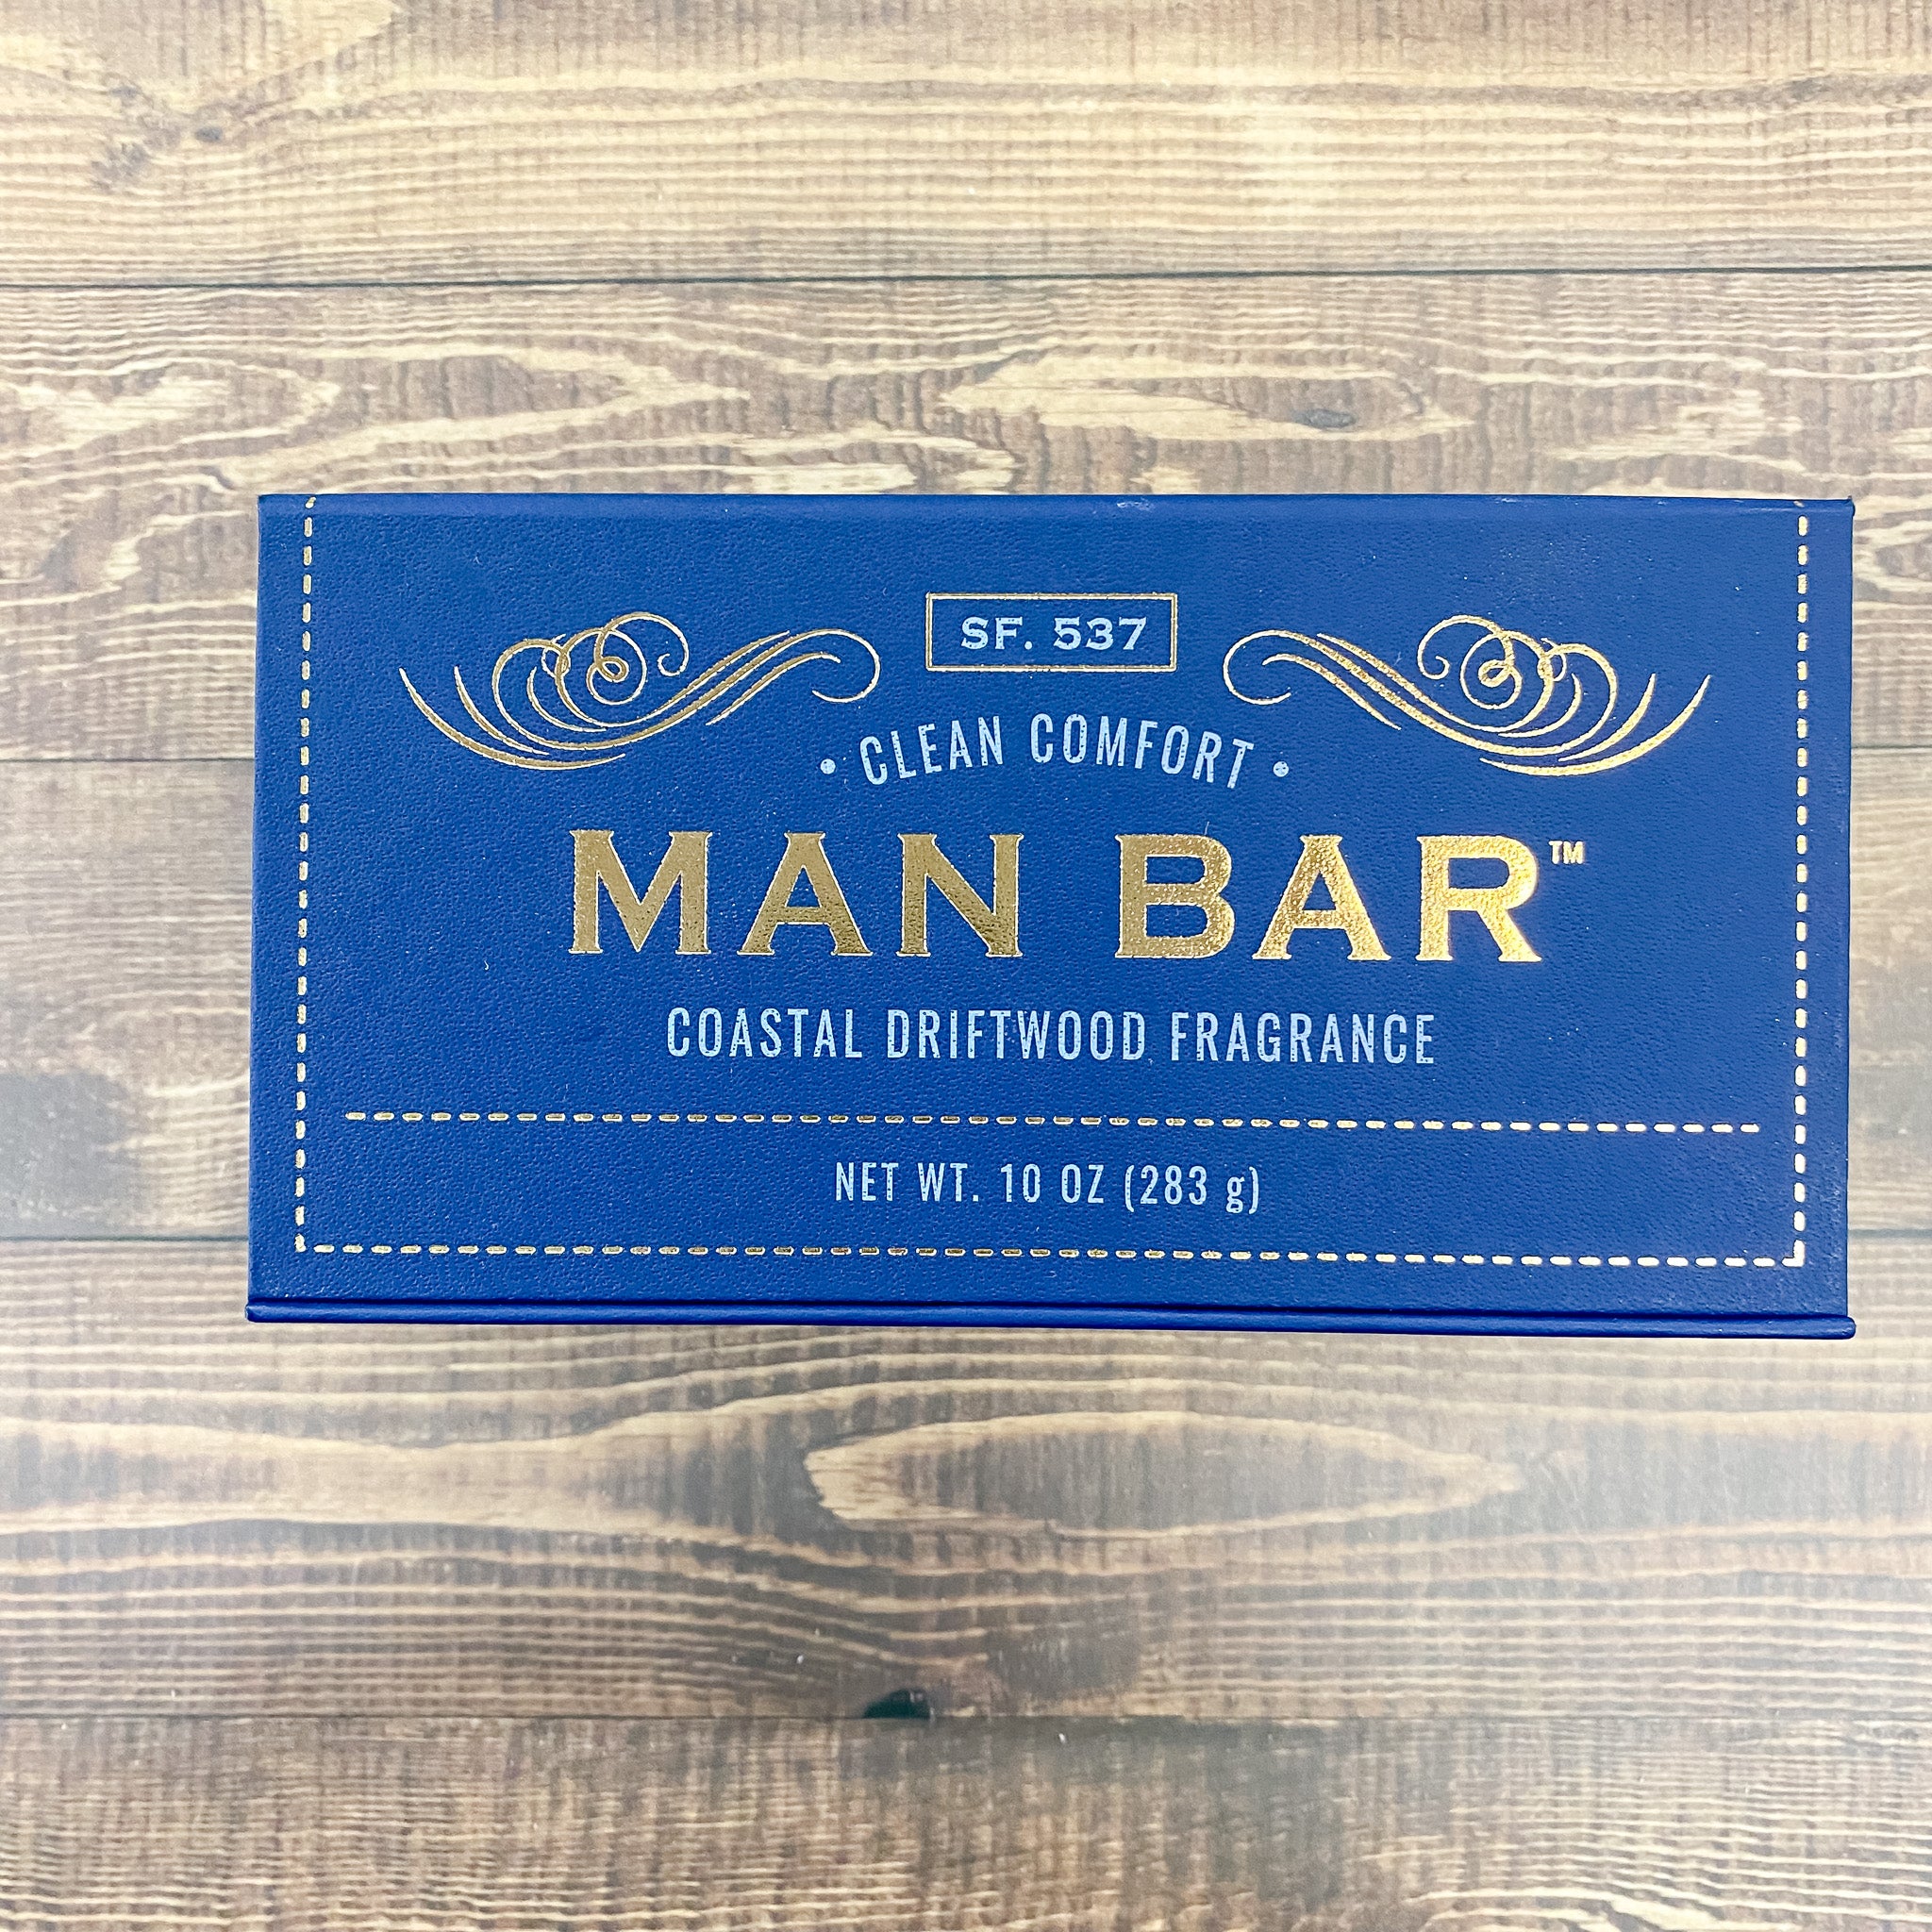 SF. 537
• CLEAN COMFORT •
MAN BAR™
COASTAL DRIFTWOOD FRAGRANCE
NET WT. 10 OZ (283 g)